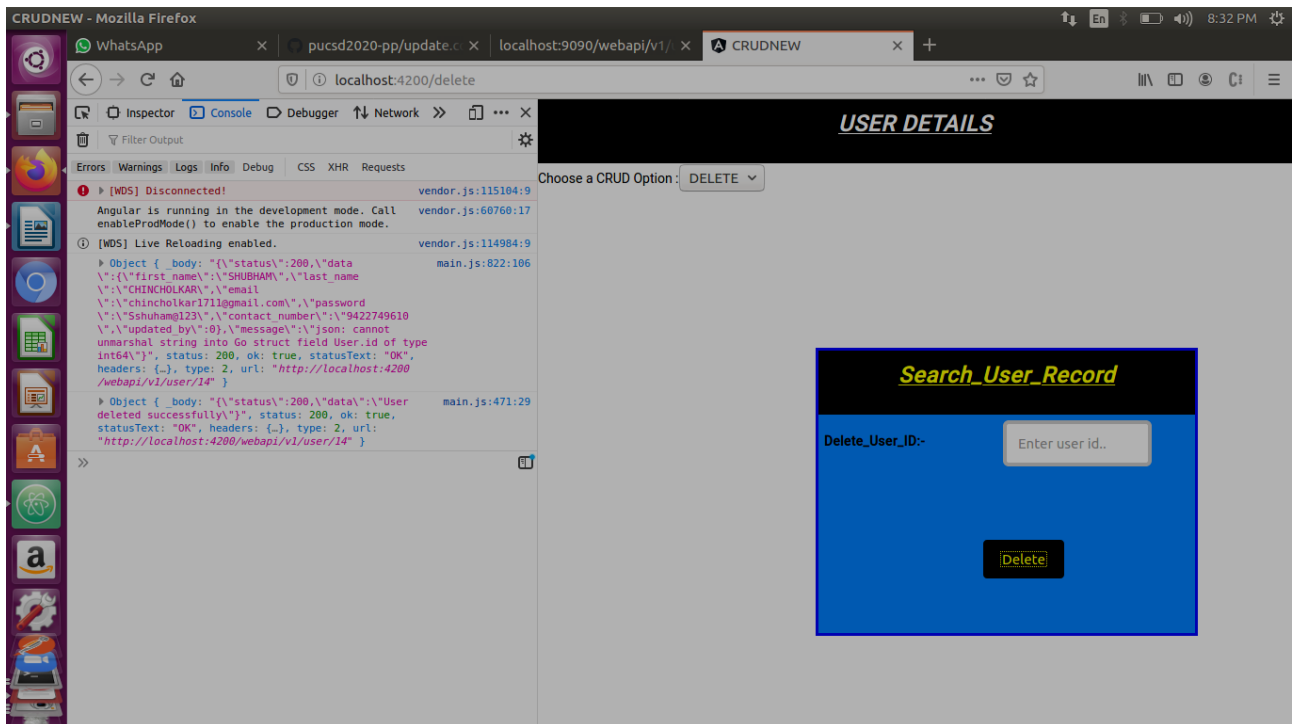 CRUDNEW - Mozilla Firefox
En
8:32 PM
WhatsApp
pucsd2020-pp/update.c
localhost:9090/webapi/v1/
CRUDNEW
localhost:4200/delete
Inspector Console Debugger Network
Filter Output
Errors Warnings Logs Info Debug CSS XHR Requests
[WDS] Disconnected! vendor.js:115104:9
Angular is running in the development mode. Call vendor.js:60760:17
enableProdMode() to enable the production mode.
[WDS] Live Reloading enabled. vendor.js:114984:9
Object { _body: "{\"status\":200,\"data main.js:822:106
\":{\"first_name\":\"SHUBHAM\",\"last_name
\":\"CHINCHOLKAR\",\"email
\":\"chincholkar1711@gmail.com\",\"password
\":\"Sshuham@123\",\"contact_number\":\"9422749610
\",\"updated_by\":0},\"message\":\"json: cannot
unmarshal string into Go struct field User.id of type
int64\"}", status: 200, ok: true, statusText: "OK",
headers: {…}, type: 2, url: "http://localhost:4200
/webapi/v1/user/14" }
Object { _body: "{\"status\":200,\"data\":\"User main.js:471:29
deleted successfully\"}", status: 200, ok: true,
statusText: "OK", headers: {…}, type: 2, url:
"http://localhost:4200/webapi/v1/user/14" }
USER DETAILS
Choose a CRUD Option : DELETE
Search_User_Record
Delete_User_ID:-
Enter user id..
Delete